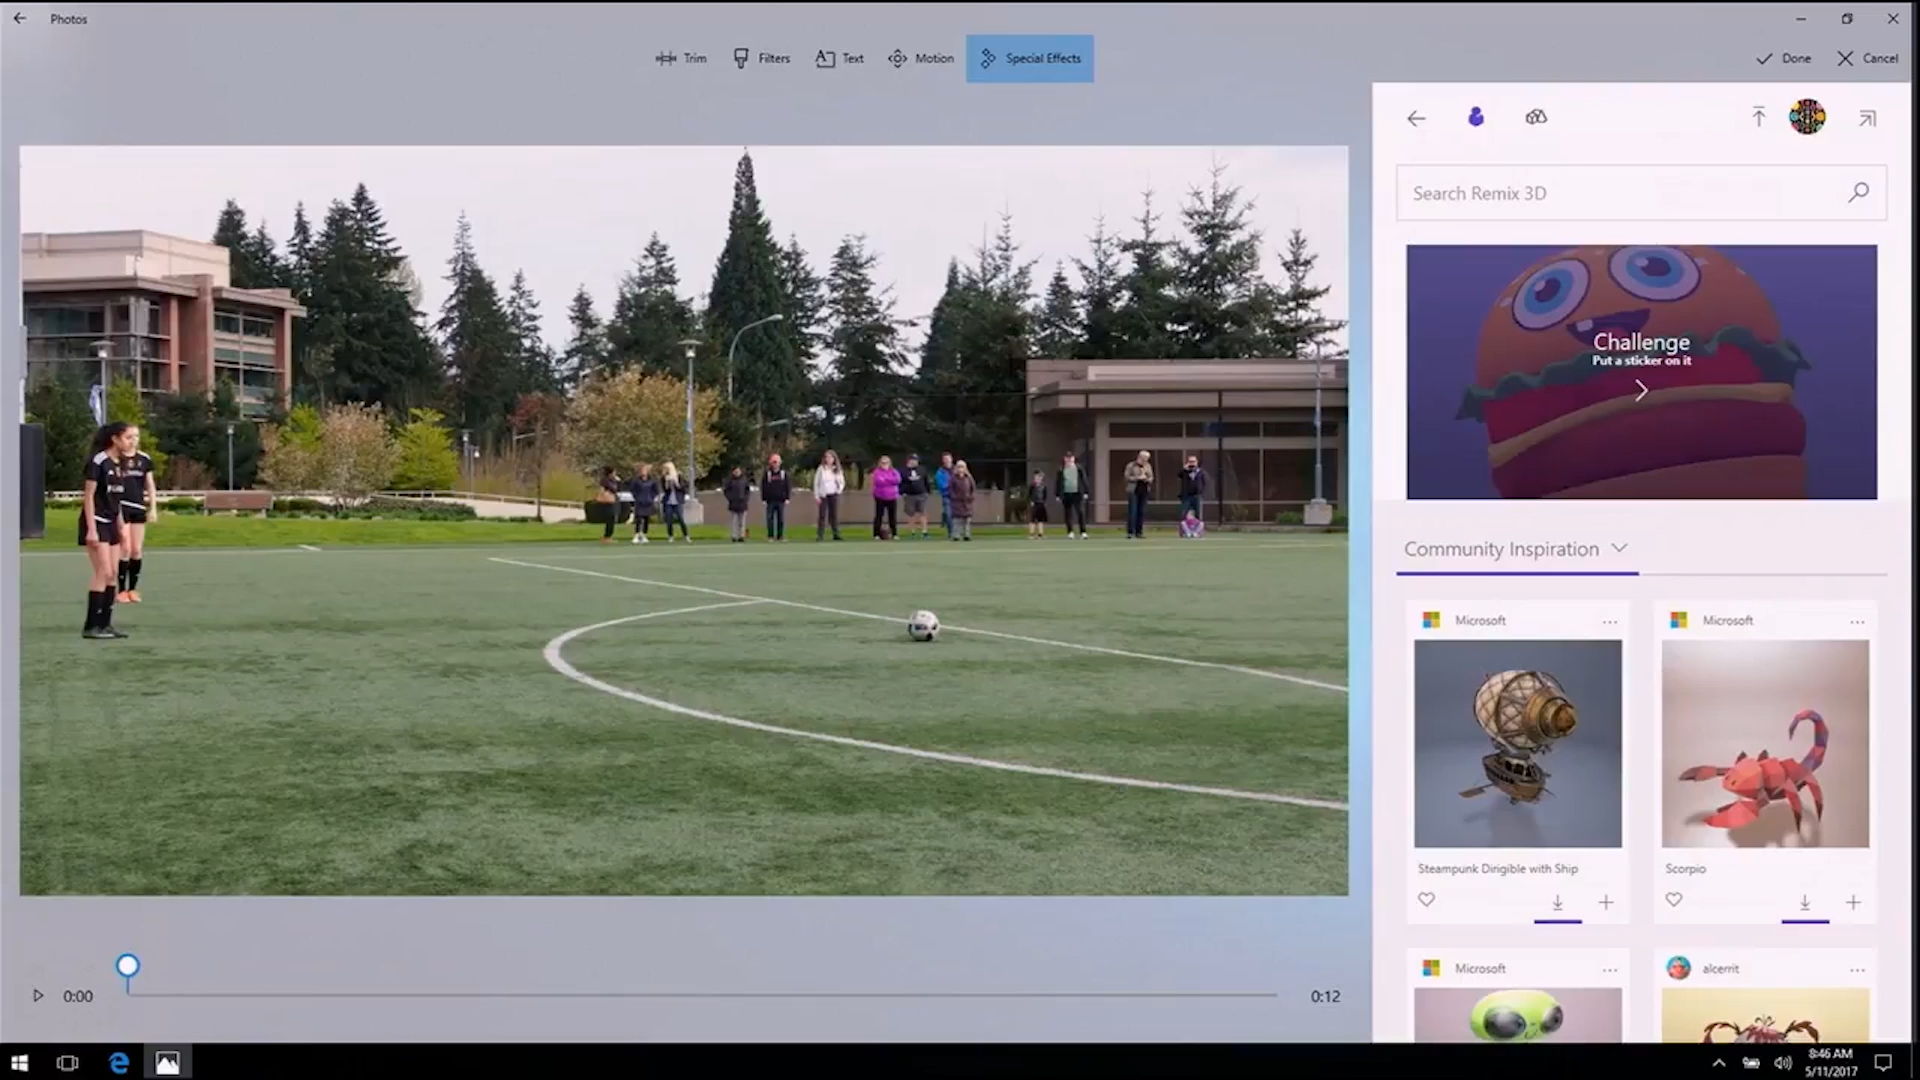 Photos
Trim
Filters
Text
Motion
Special Effects
Done
Cancel
Search Remix 3D
Challenge
Put a sticker on it
Community Inspiration
Microsoft
Microsoft
Steampunk Dirigible with Ship
Scorpio
Microsoft
alcerrit
0:00
0:12
8:46 AM
5/11/2017